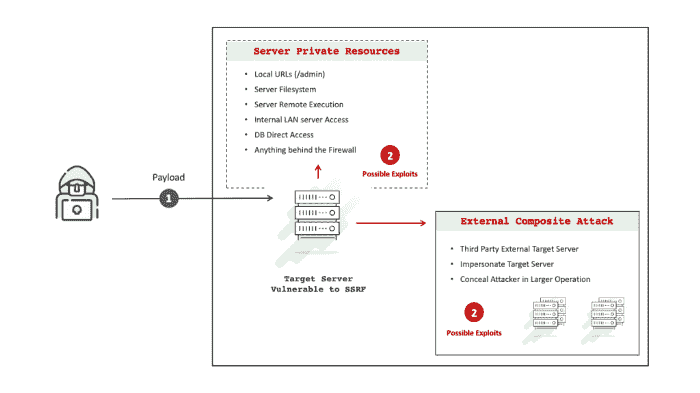 Server Private Resources
• Local URLs (/admin)
• Server Filesystem
• Server Remote Execution
• Internal LAN server Access
• DB Direct Access
• Anything behind the Firewall
2
Possible Exploits
Payload
1
Target Server
Vulnerable to SSRF
External Composite Attack
• Third Party External Target Server
• Impersonate Target Server
• Conceal Attacker in Larger Operation
2
Possible Exploits